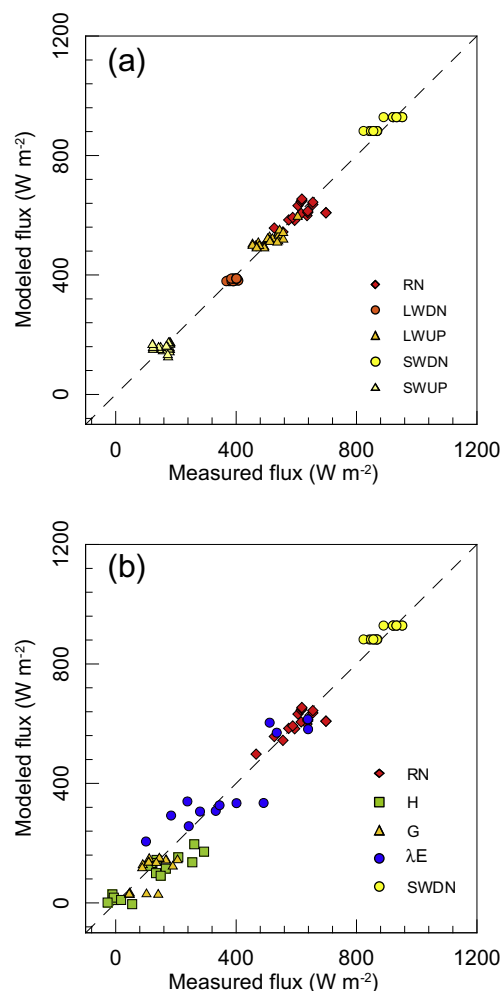 (a)
1200
800
400
0
Modeled flux (W m-2)
RN
LWDN
LWUP
SWDN
SWUP
0 400 800 1200
Measured flux (W m-2)
(b)
1200
800
400
0
Modeled flux (W m-2)
RN
H
G
λE
SWDN
0 400 800 1200
Measured flux (W m-2)